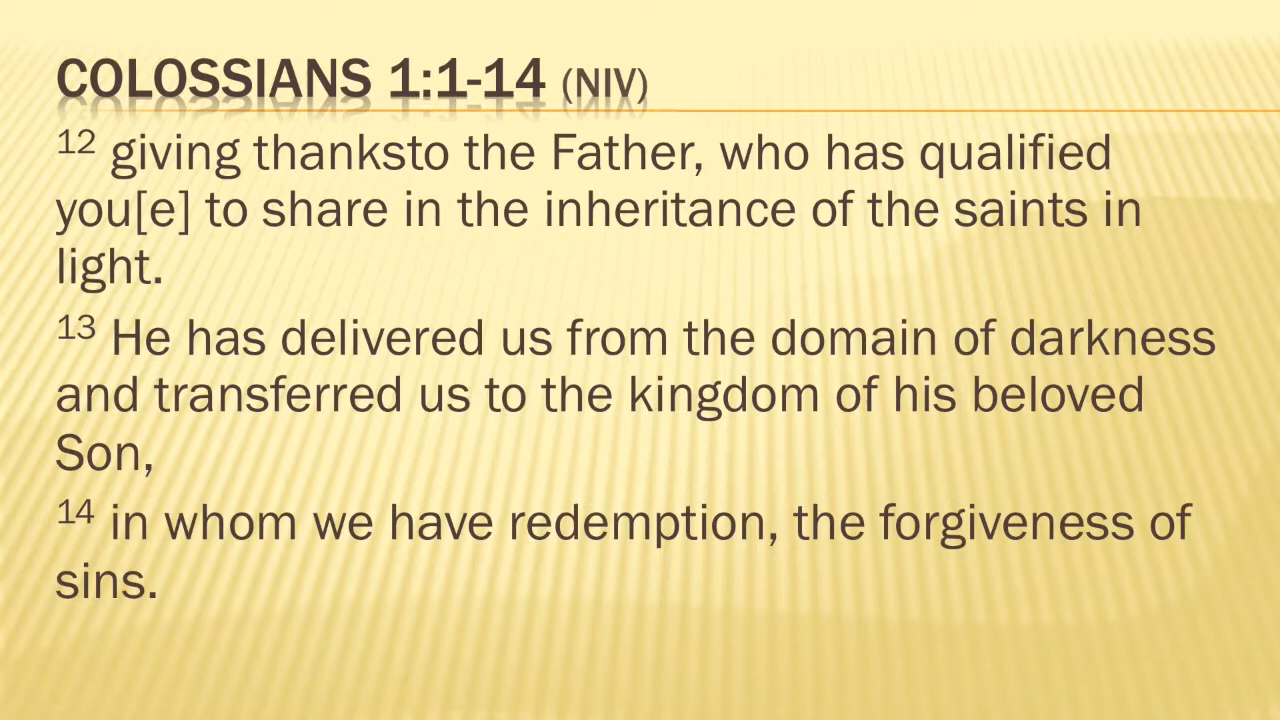 COLOSSIANS 1:1-14 (NIV)
12 giving thanksto the Father, who has qualified
you[e] to share in the inheritance of the saints in
light.
13 He has delivered us from the domain of darkness
and transferred us to the kingdom of his beloved
Son,
14 in whom we have redemption, the forgiveness of
sins.